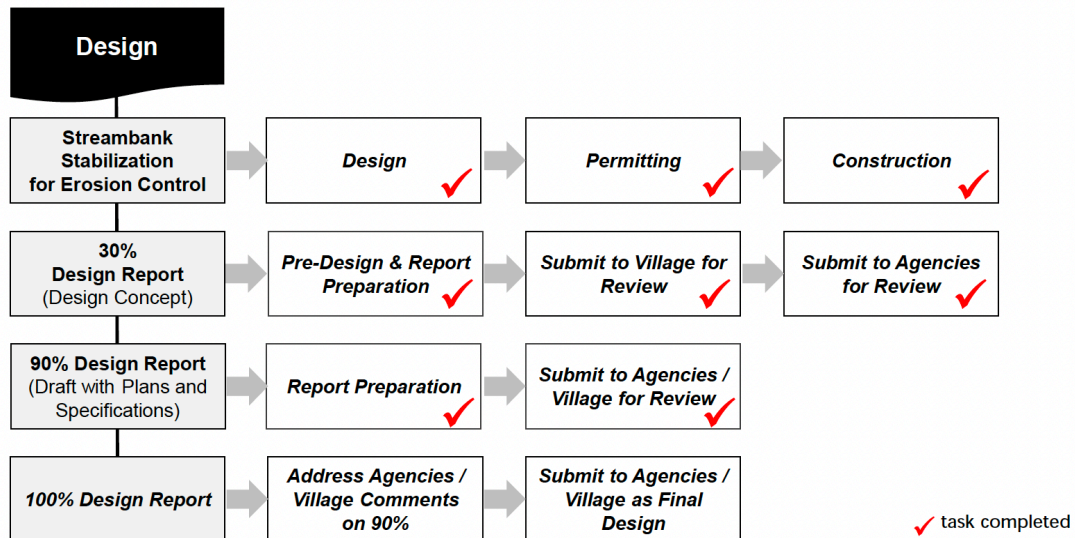 Design
Streambank
Stabilization
for Erosion Control
Design
Permitting
Construction
30%
Design Report
(Design Concept)
Pre-Design & Report
Preparation
Submit to Village for
Review
Submit to Agencies
for Review
90% Design Report
(Draft with Plans and
Specifications)
Report Preparation
Submit to Agencies /
Village for Review
100% Design Report
Address Agencies /
Village Comments
on 90%
Submit to Agencies /
Village as Final
Design
task completed